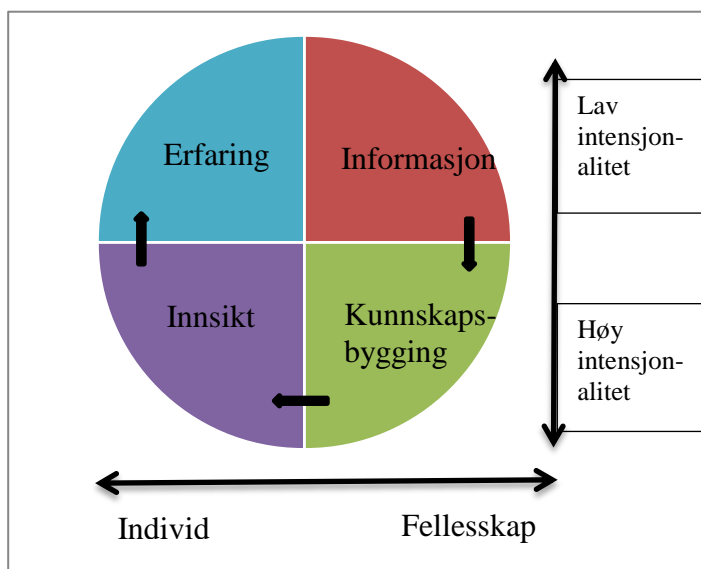 Erfaring
Informasjon
Innsikt
Kunnskaps-
bygging
Lav
intensjon-
alitet
Høy
intensjon-
alitet
Individ
Fellesskap